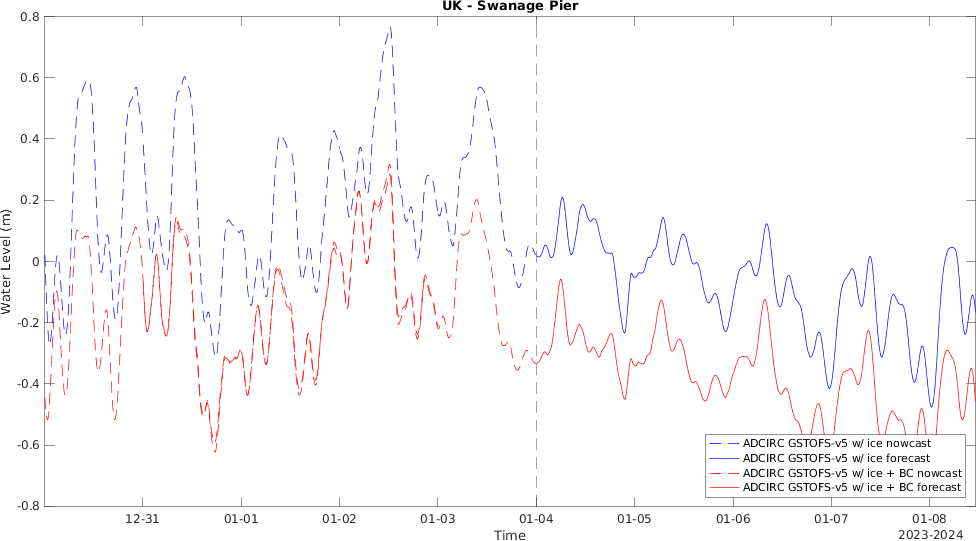 UK - Swanage Pier
Water Level (m)
0.8
0.6
0.4
0.2
0
-0.2
-0.4
-0.6
-0.8
12-31
01-01
01-02
01-03
01-04
01-05
01-06
01-07
01-08
Time
2023-2024
ADCIRC GSTOFS-v5 w/ ice nowcast
ADCIRC GSTOFS-v5 w/ ice forecast
ADCIRC GSTOFS-v5 w/ ice + BC nowcast
ADCIRC GSTOFS-v5 w/ ice + BC forecast